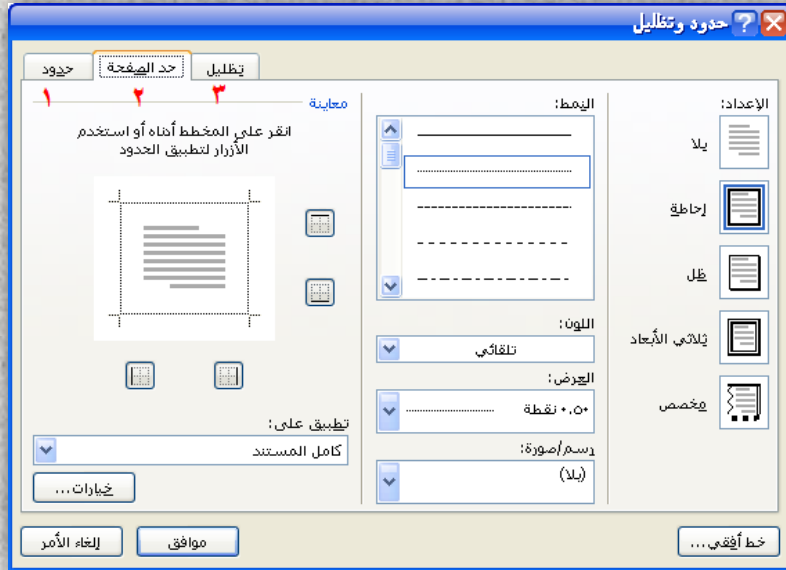 حدود وتظليل
حدود
حد الصفحة
تظليل
١
٢
٣
الإعداد:
بلا
إحاطة
ظل
ثلاثي الأبعاد
مخصص
النمط:
اللون:
تلقائي
العرض:
٠.٥٠ نقطة
رسم/صورة:
(بلا)
معاينة
انقر على المخطط أدناه أو استخدم
الأزرار لتطبيق الحدود
تطبيق على:
كامل المستند
خيارات...
خط أفقي...
موافق
إلغاء الأمر